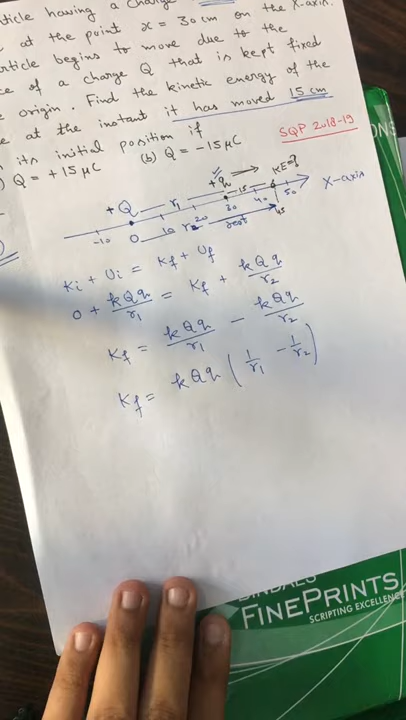 ticle having a charge
at the point x = 30 cm on the X-axis.
rticle begins to move due to the
ce of a charge Q that is kept fixed
e origin. Find the kinetic energy of the
e at the instant it has moved 15 cm
its initial position if
) Q = +15 μC (b) Q = -15 μC
SQP 2018-19
+Q r₁ +q 15 KE=?
-10 0 10 r₂ 20 30 40 50 X-axis
rest 45
Ki + Ui = Kf + Uf
0 + kQq/r₁ = Kf + kQq/r₂
Kf = kQq/r₁ - kQq/r₂
Kf = kQq (1/r₁ - 1/r₂)
FINEPRINTS
SCRIPTING EXCELLENCE